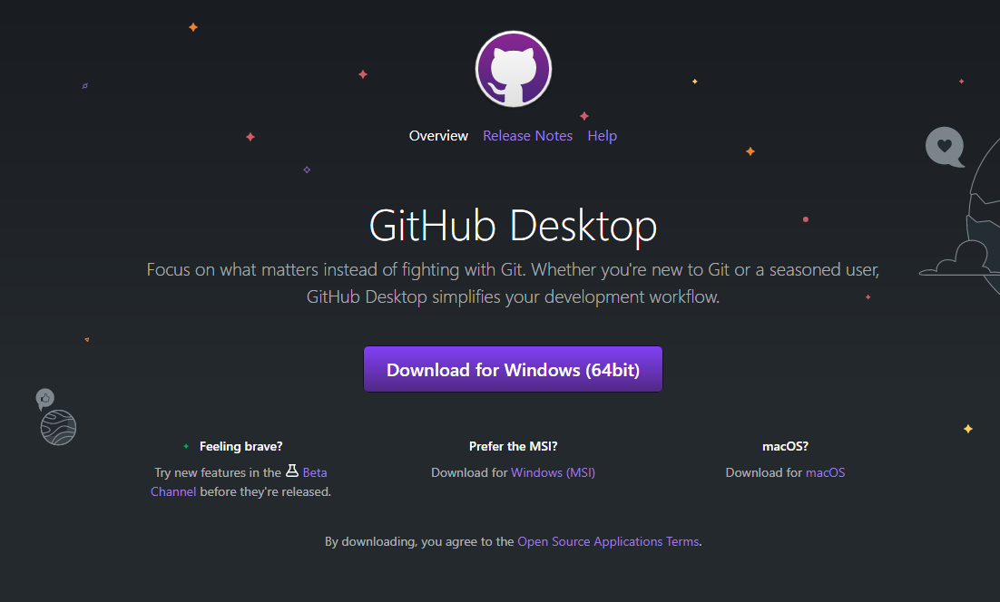 Overview Release Notes Help
GitHub Desktop
Focus on what matters instead of fighting with Git. Whether you're new to Git or a seasoned user,
GitHub Desktop simplifies your development workflow.
Download for Windows (64bit)
Feeling brave?
Try new features in the Beta
Channel before they're released.
Prefer the MSI?
Download for Windows (MSI)
macOS?
Download for macOS
By downloading, you agree to the Open Source Applications Terms.